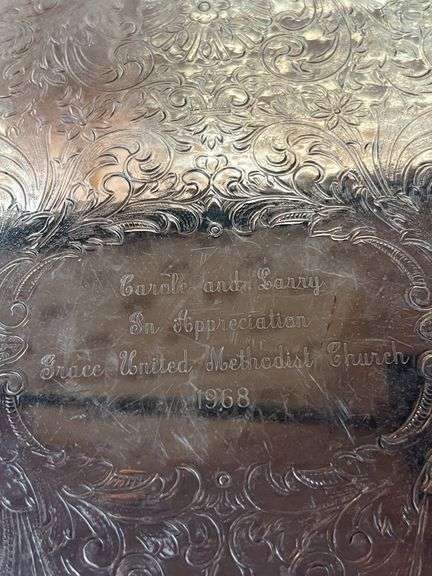 Carole and Larry
In Appreciation
Grace United Methodist Church
1968